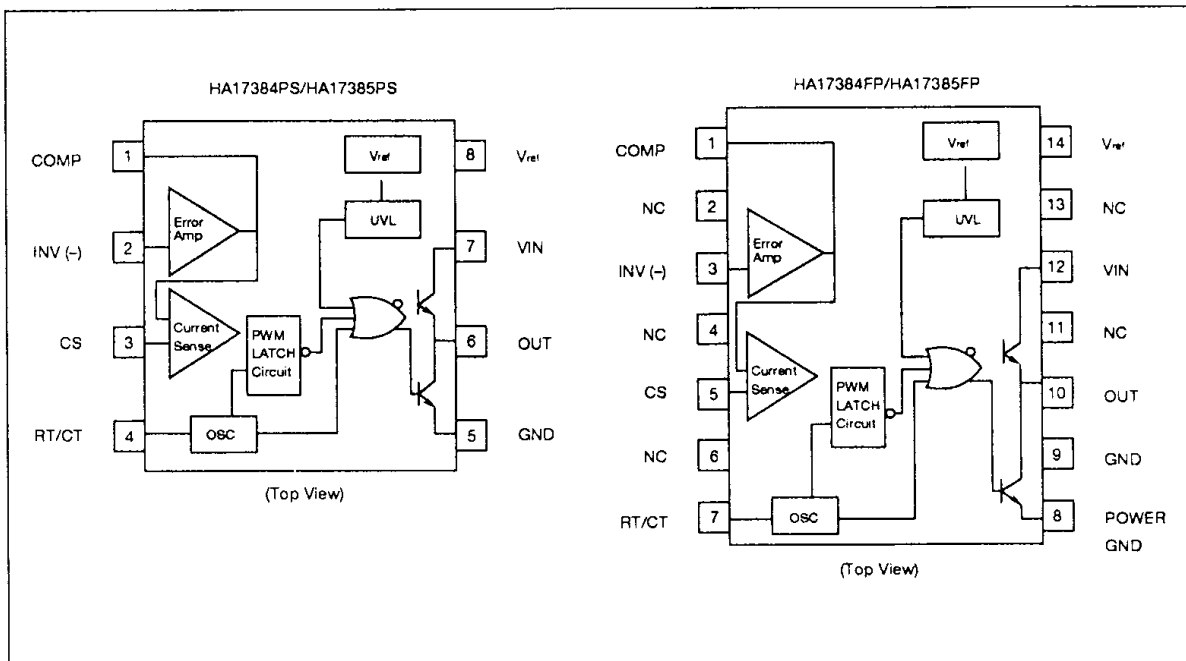 HA17384PS/HA17385PS
COMP
1
INV (–)
2
CS
3
RT/CT
4
Error
Amp
Current
Sense
PWM
LATCH
Circuit
OSC
Vref
UVL
8
Vref
7
VIN
6
OUT
5
GND
(Top View)
HA17384FP/HA17385FP
COMP
1
NC
2
INV (–)
3
NC
4
CS
5
NC
6
RT/CT
7
Error
Amp
Current
Sense
PWM
LATCH
Circuit
OSC
Vref
UVL
14
Vref
13
NC
12
VIN
11
NC
10
OUT
9
GND
8
POWER
GND
(Top View)